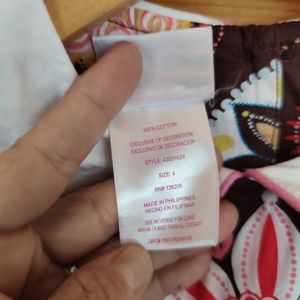 100% COTTON
EXCLUSIVE OF DECORATION/
EXCLUSIVO DE DECORACION
STYLE: 43031629
SIZE: 4
RN# 126206
MADE IN PHILIPPINES
HECHO EN FILIPINAS
SEE REVERSE FOR CARE/
AL DORSO PARA EL CUIDADO